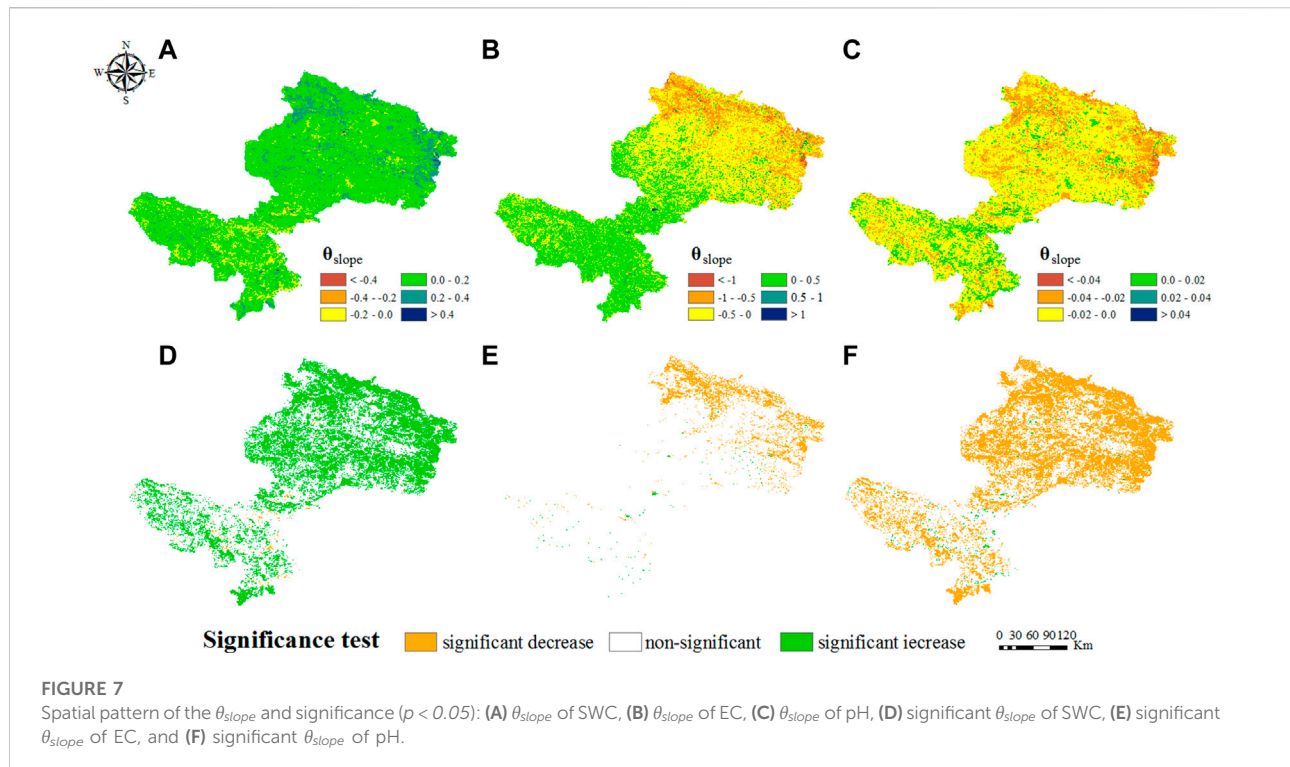 N
W E
S
A
B
C
θslope
< -0.4 0.0 - 0.2
-0.4 - -0.2 0.2 - 0.4
-0.2 - 0.0 > 0.4
θslope
< -1 0 - 0.5
-1 - -0.5 0.5 - 1
-0.5 - 0 > 1
θslope
< -0.04 0.0 - 0.02
-0.04 - -0.02 0.02 - 0.04
-0.02 - 0.0 > 0.04
D
E
F
Significance test significant decrease non-significant significant iecrease
0 30 60 90 120
Km
FIGURE 7
Spatial pattern of the θslope and significance (p < 0.05): (A) θslope of SWC, (B) θslope of EC, (C) θslope of pH, (D) significant θslope of SWC, (E) significant
θslope of EC, and (F) significant θslope of pH.